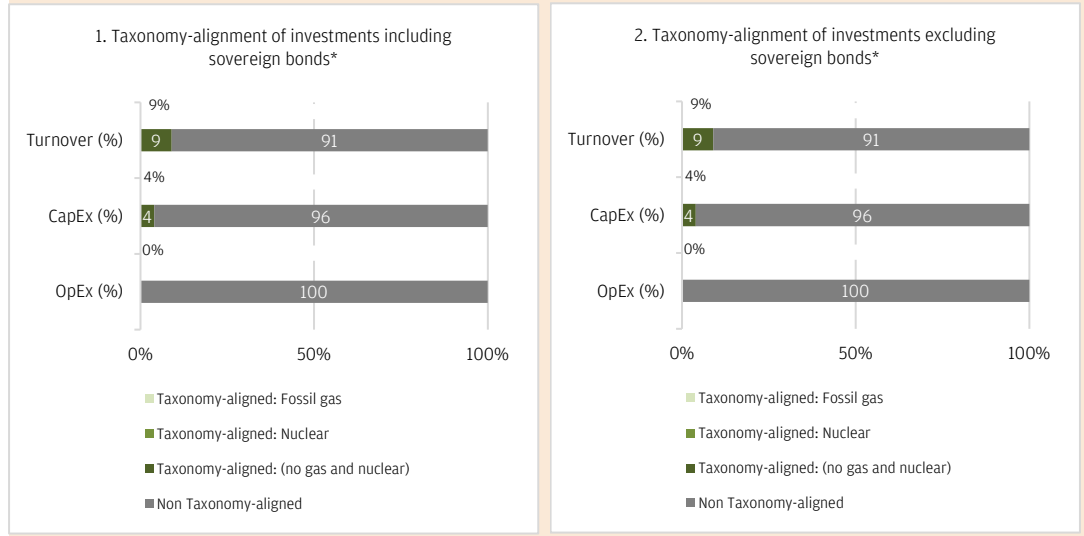 1. Taxonomy-alignment of investments including
sovereign bonds*
9%
Turnover (%)
9
91
4%
CapEx (%)
4
96
0%
OpEx (%)
100
0%
50%
100%
Taxonomy-aligned: Fossil gas
Taxonomy-aligned: Nuclear
Taxonomy-aligned: (no gas and nuclear)
Non Taxonomy-aligned
2. Taxonomy-alignment of investments excluding
sovereign bonds*
9%
Turnover (%)
9
91
4%
CapEx (%)
4
96
0%
OpEx (%)
100
0%
50%
100%
Taxonomy-aligned: Fossil gas
Taxonomy-aligned: Nuclear
Taxonomy-aligned: (no gas and nuclear)
Non Taxonomy-aligned